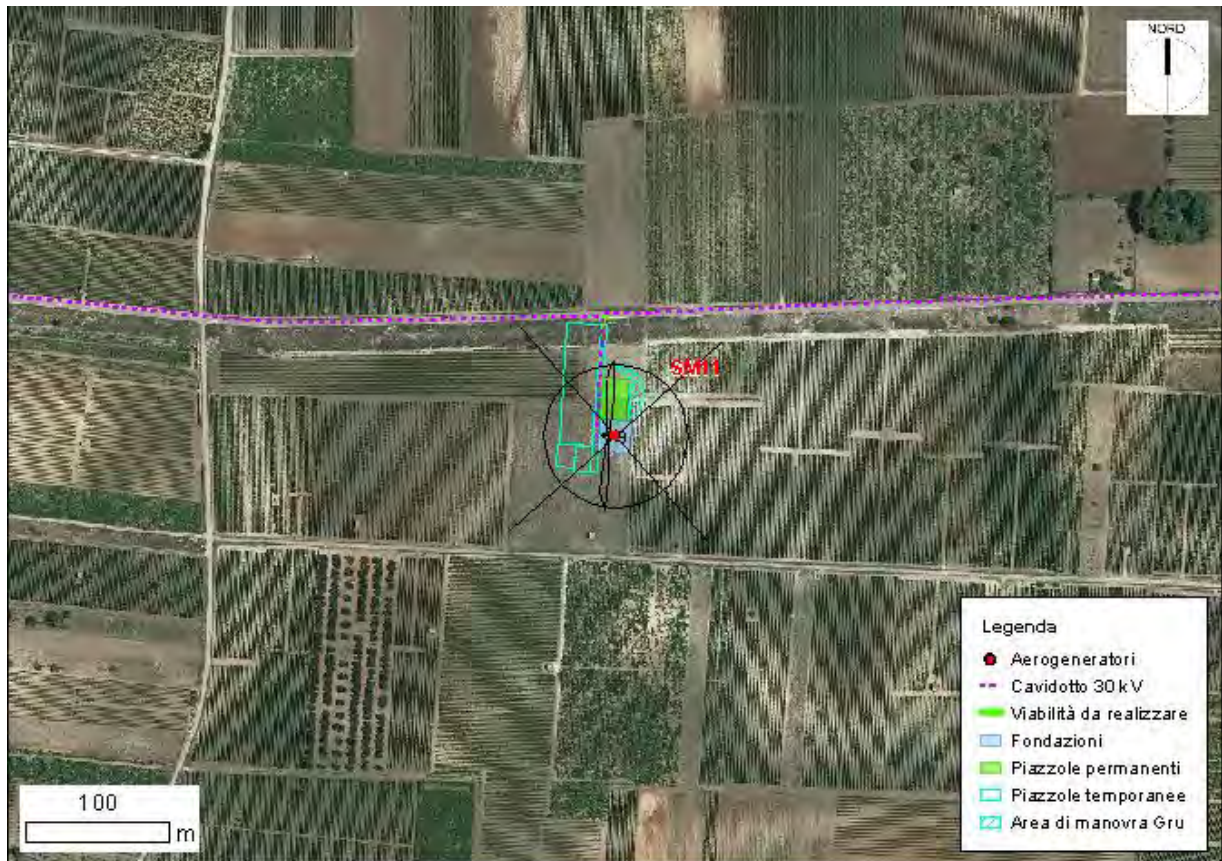 NORD
Legenda
Aerogeneratori
Cavidotto 30 kV
Viabilità da realizzare
Fondazioni
Piazzole permanenti
Piazzole temporanee
Area di manovra Gru
100
m